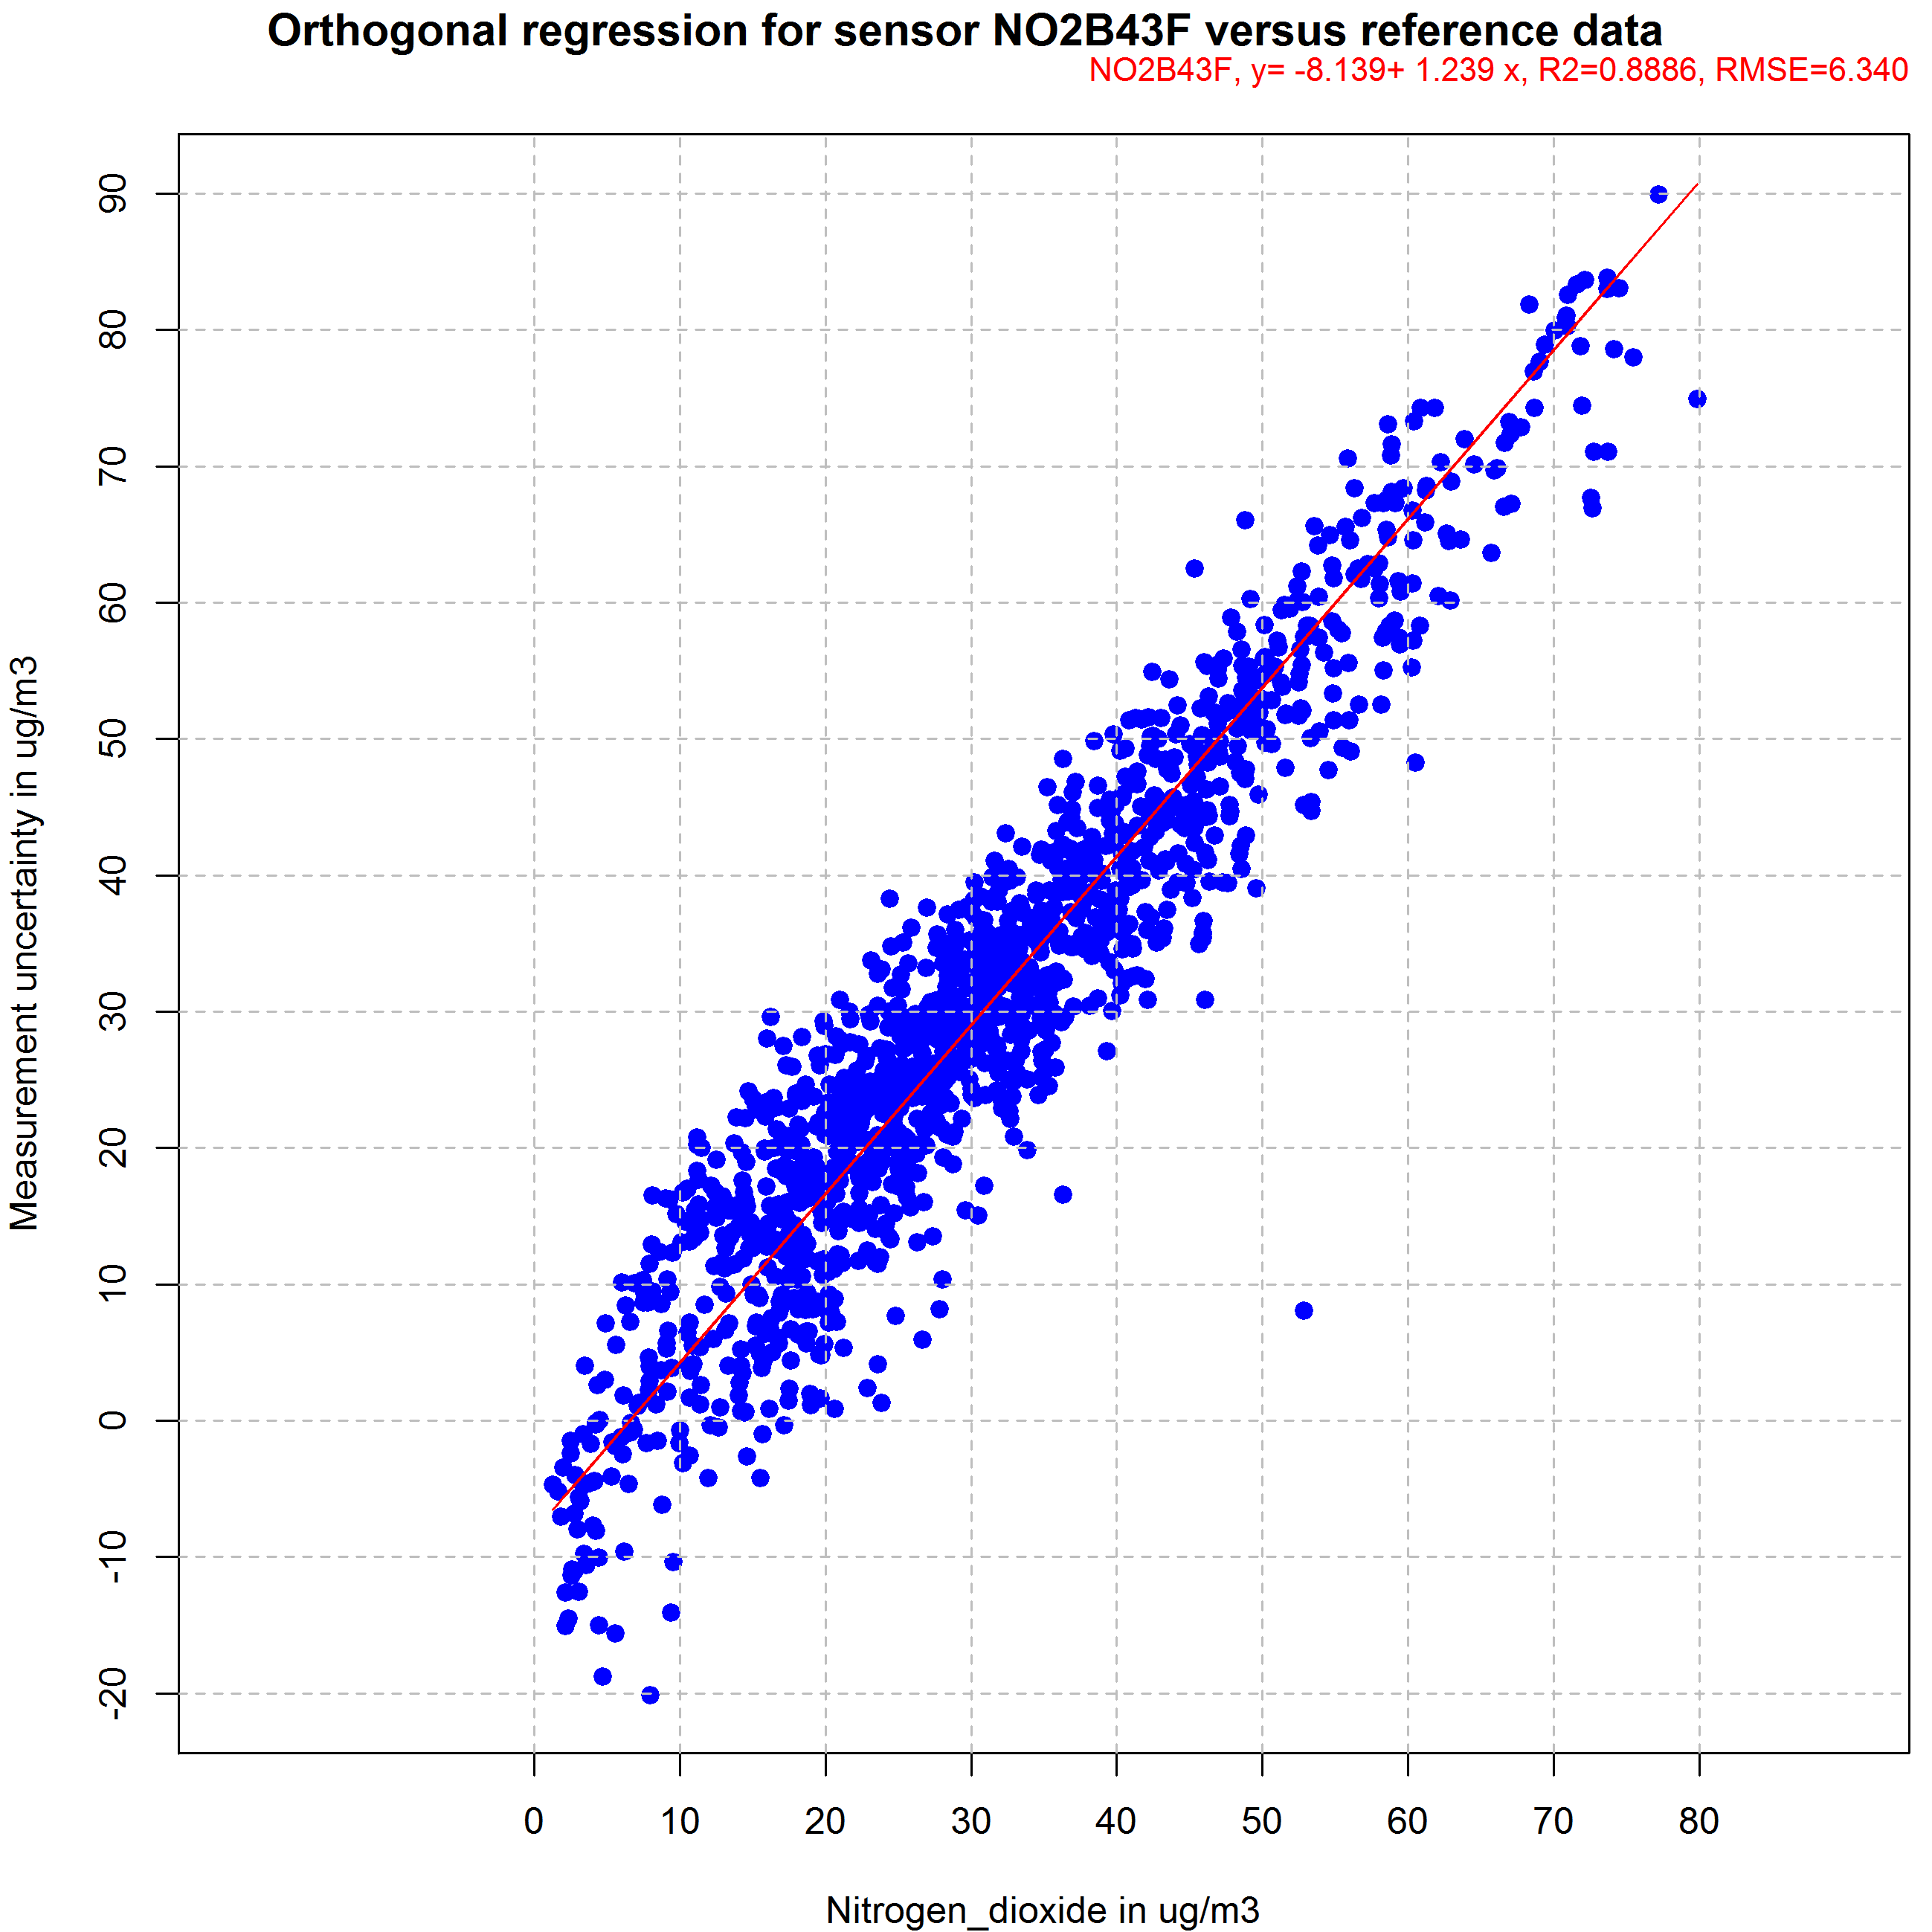 Orthogonal regression for sensor NO2B43F versus reference data
NO2B43F, y= -8.139+ 1.239 x, R2=0.8886, RMSE=6.340
90
80
70
60
50
40
30
20
10
0
-10
-20
Measurement uncertainty in ug/m3
0 10 20 30 40 50 60 70 80
Nitrogen_dioxide in ug/m3